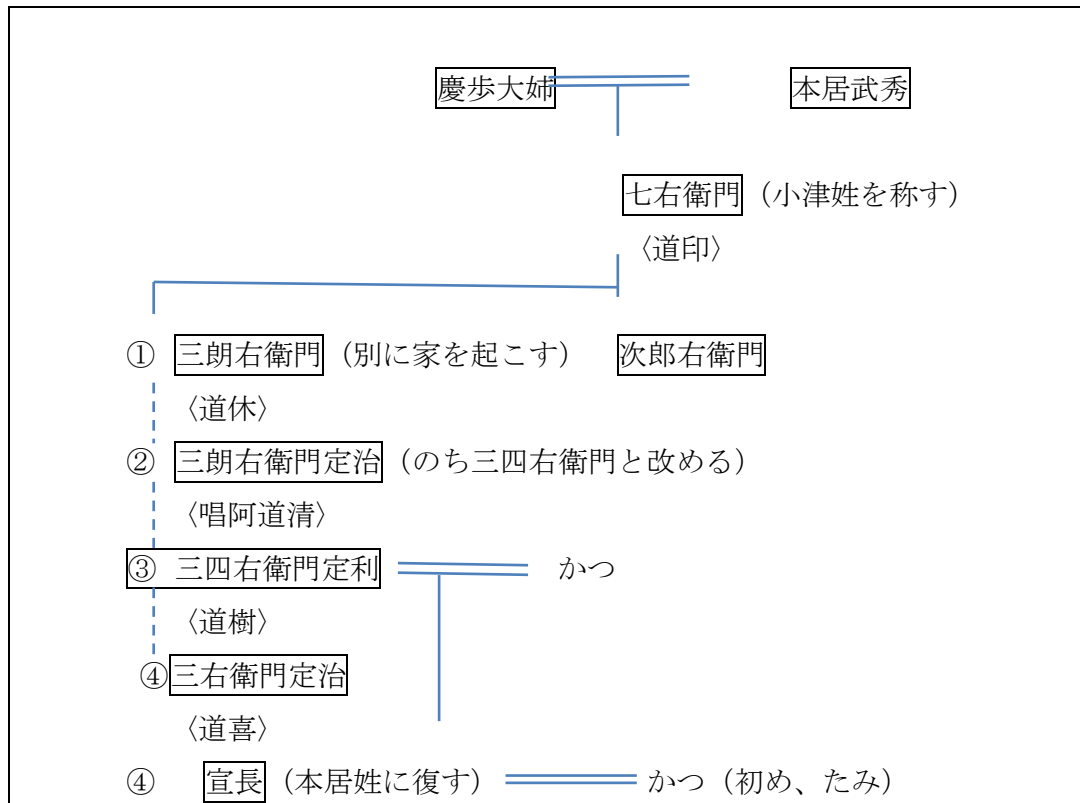 慶歩大姉 本居武秀
七右衛門（小津姓を称す）
〈道印〉
① 三朗右衛門（別に家を起こす） 次郎右衛門
〈道休〉
② 三朗右衛門定治（のち三四右衛門と改める）
〈唱阿道清〉
③ 三四右衛門定利 かつ
〈道樹〉
④三右衛門定治
〈道喜〉
④ 宣長（本居姓に復す） かつ（初め、たみ）